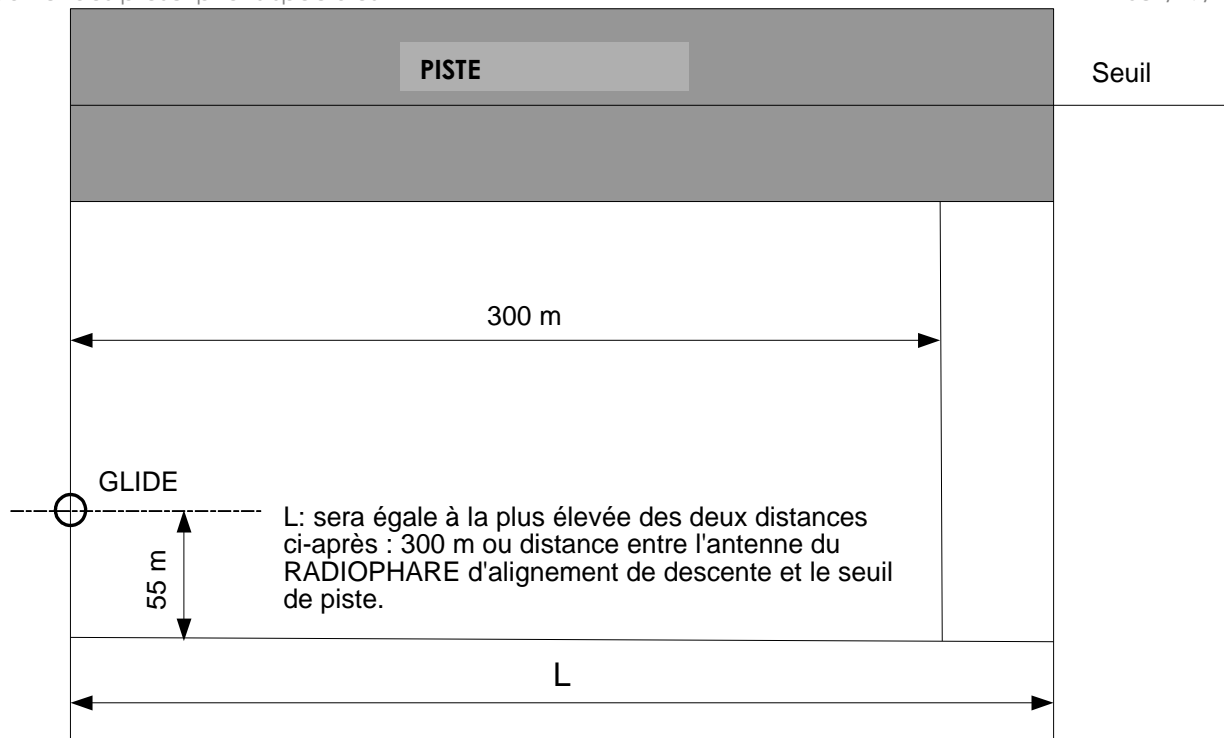 PISTE
Seuil
300 m
GLIDE
55 m
L: sera égale à la plus élevée des deux distances
ci-après : 300 m ou distance entre l'antenne du
RADIOPHARE d'alignement de descente et le seuil
de piste.
L